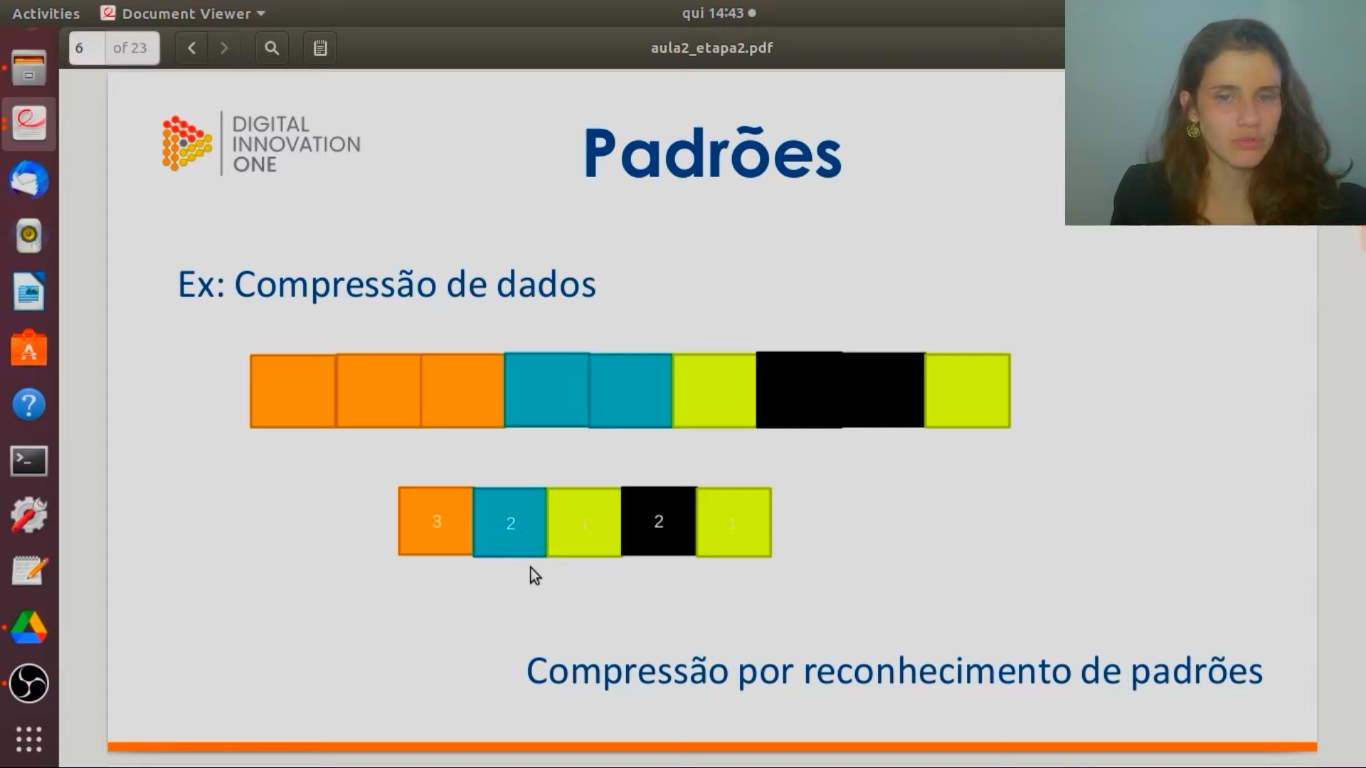 Activities
Document Viewer
qui 14:43
6 of 23
aula2_etapa2.pdf
DIGITAL
INNOVATION
ONE
Padrões
Ex: Compressão de dados
3 2 1 2 1
Compressão por reconhecimento de padrões